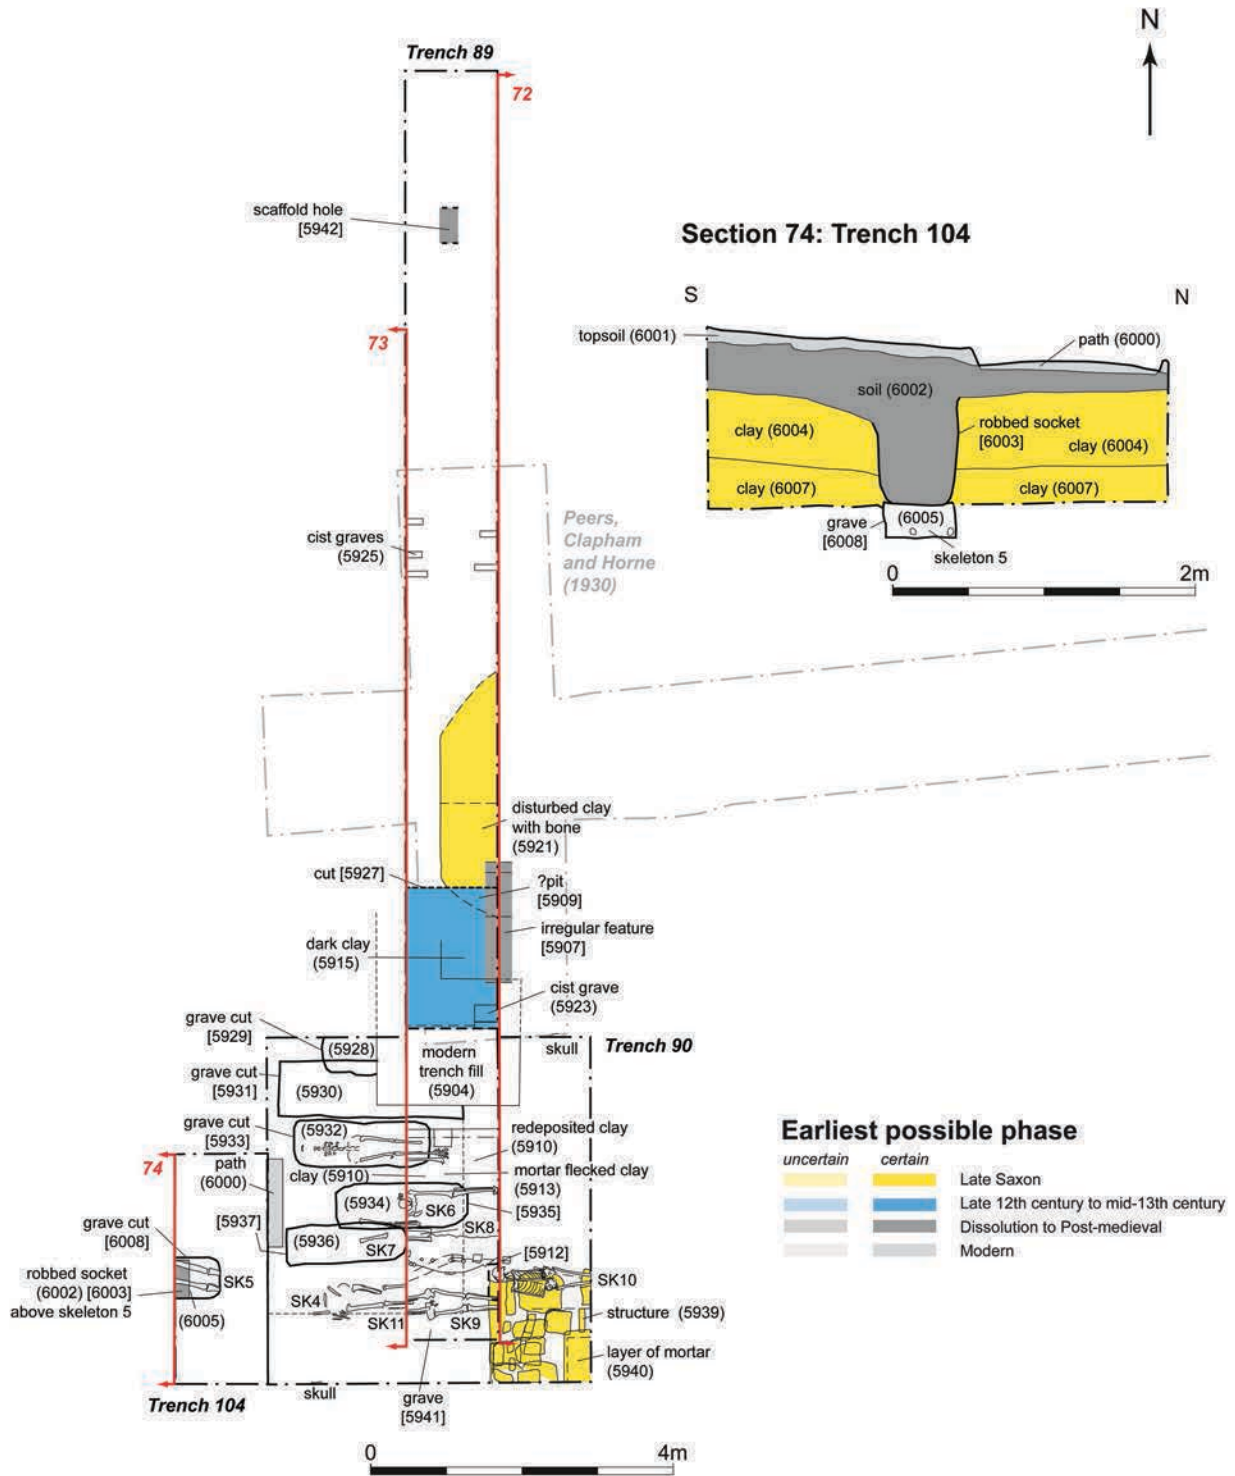 N
Trench 89
72
scaffold hole
[5942]
Section 74: Trench 104
S
N
73
topsoil (6001)
path (6000)
soil (6002)
clay (6004)
robbed socket
[6003]
clay (6004)
clay (6007)
clay (6007)
grave
[6008]
(6005)
skeleton 5
0
2m
Peers,
Clapham
and Horne
(1930)
cist graves
(5925)
disturbed clay
with bone
(5921)
cut [5927]
?pit
[5909]
irregular feature
[5907]
dark clay
(5915)
cist grave
(5923)
grave cut
[5929]
(5928)
modern
trench fill
(5904)
skull
Trench 90
grave cut
[5931]
(5930)
grave cut
[5933]
(5932)
redeposited clay
(5910)
74
path
(6000)
clay (5910)
mortar flecked clay
(5913)
(5934)
SK6
[5935]
[5937]
(5936)
SK7
SK8
grave cut
[6008]
[5912]
SK5
SK10
robbed socket
(6002) [6003]
above skeleton 5
(6005)
SK4
SK11
SK9
structure (5939)
layer of mortar
(5940)
Trench 104
skull
grave
[5941]
Earliest possible phase
uncertain
certain
Late Saxon
Late 12th century to mid-13th century
Dissolution to Post-medieval
Modern
0
4m